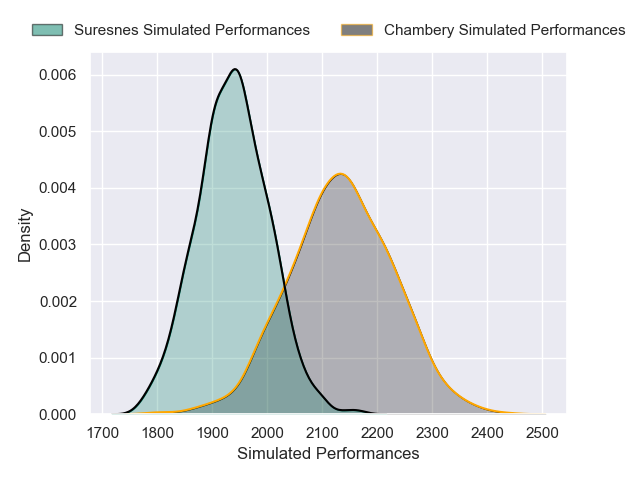 Suresnes Simulated Performances Chambery Simulated Performances
0.006
0.005
0.004
0.003
0.002
0.001
0.000
Density
1700 1800 1900 2000 2100 2200 2300 2400 2500
Simulated Performances